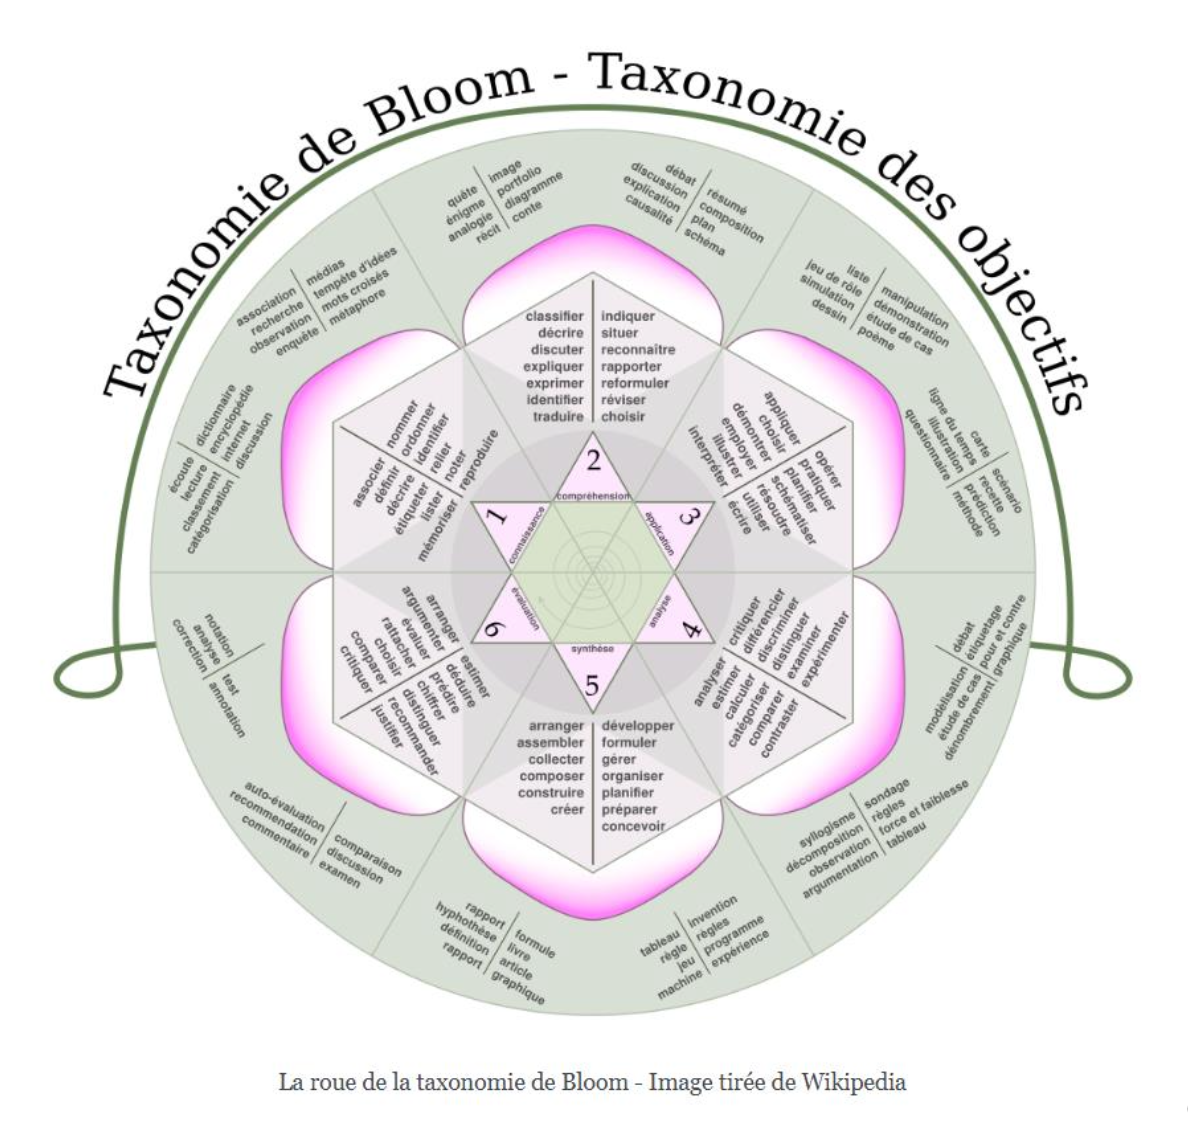 Taxonomie de Bloom - Taxonomie des objectifs
quête
énigme
analogie
récit
image
portfolio
diagramme
conte
débat
discussion
explication
causalité
résumé
composition
plan
schéma
association
recherche
observation
enquête
médias
tempête d'idées
mots croisés
métaphore
liste
jeu de rôle
simulation
dessin
manipulation
démonstration
étude de cas
poème
écoute
lecture
classement
catégorisation
dictionnaire
encyclopédie
internet
discussion
carte
ligne du temps
illustration
questionnaire
scénario
recette
prédiction
méthode
classifier
décrire
discuter
expliquer
exprimer
identifier
traduire
indiquer
situer
reconnaître
rapporter
reformuler
réviser
choisir
nommer
ordonner
identifier
relier
noter
reproduire
associer
définir
décrire
étiqueter
lister
mémoriser
appliquer
choisir
démontrer
employer
illustrer
interpréter
opérer
pratiquer
planifier
schématiser
résoudre
utiliser
écrire
1
connaissance
2
compréhension
3
application
4
analyse
5
synthèse
6
évaluation
arranger
argumenter
évaluer
rattacher
choisir
comparer
critiquer
estimer
déduire
prédire
chiffrer
distinguer
recommander
justifier
critiquer
différencier
discriminer
distinguer
examiner
expérimenter
analyser
estimer
calculer
catégoriser
comparer
contraster
arranger
assembler
collecter
composer
construire
créer
développer
formuler
gérer
organiser
planifier
préparer
concevoir
notation
analyse
correction
test
annotation
débat
étiquetage
pour et contre
graphique
modélisation
étude de cas
dénombrement
auto-évaluation
recommendation
commentaire
comparaison
discussion
examen
syllogisme
décomposition
observation
argumentation
sondage
règles
force et faiblesse
tableau
rapport
hyphothèse
définition
rapport
formule
livre
article
graphique
tableau
règle
jeu
machine
invention
règles
programme
expérience
La roue de la taxonomie de Bloom - Image tirée de Wikipedia